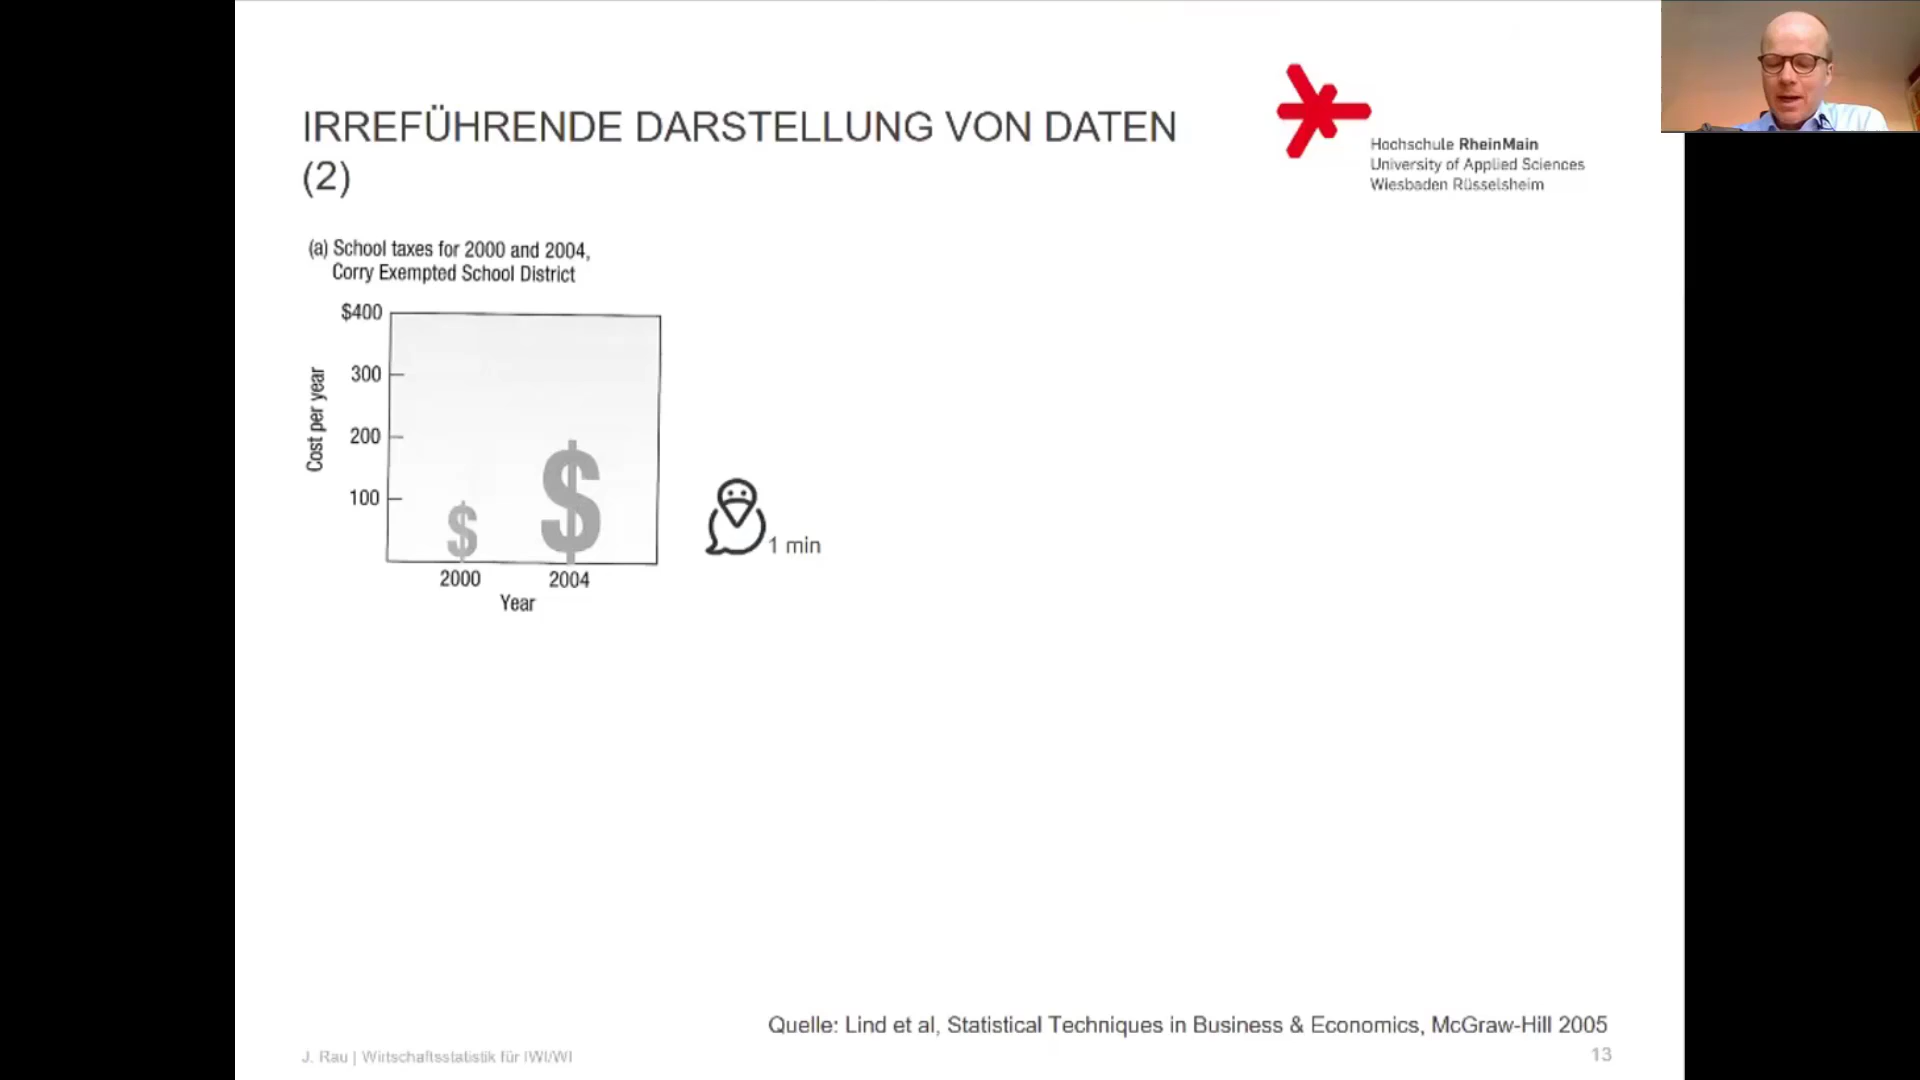 IRREFÜHRENDE DARSTELLUNG VON DATEN
(2)
Hochschule RheinMain
University of Applied Sciences
Wiesbaden Rüsselsheim
(a) School taxes for 2000 and 2004,
Corry Exempted School District
$400
300
200
100
Cost per year
$
$
2000
2004
Year
1 min
Quelle: Lind et al, Statistical Techniques in Business & Economics, McGraw-Hill 2005
J. Rau | Wirtschaftsstatistik für IWI/WI
13